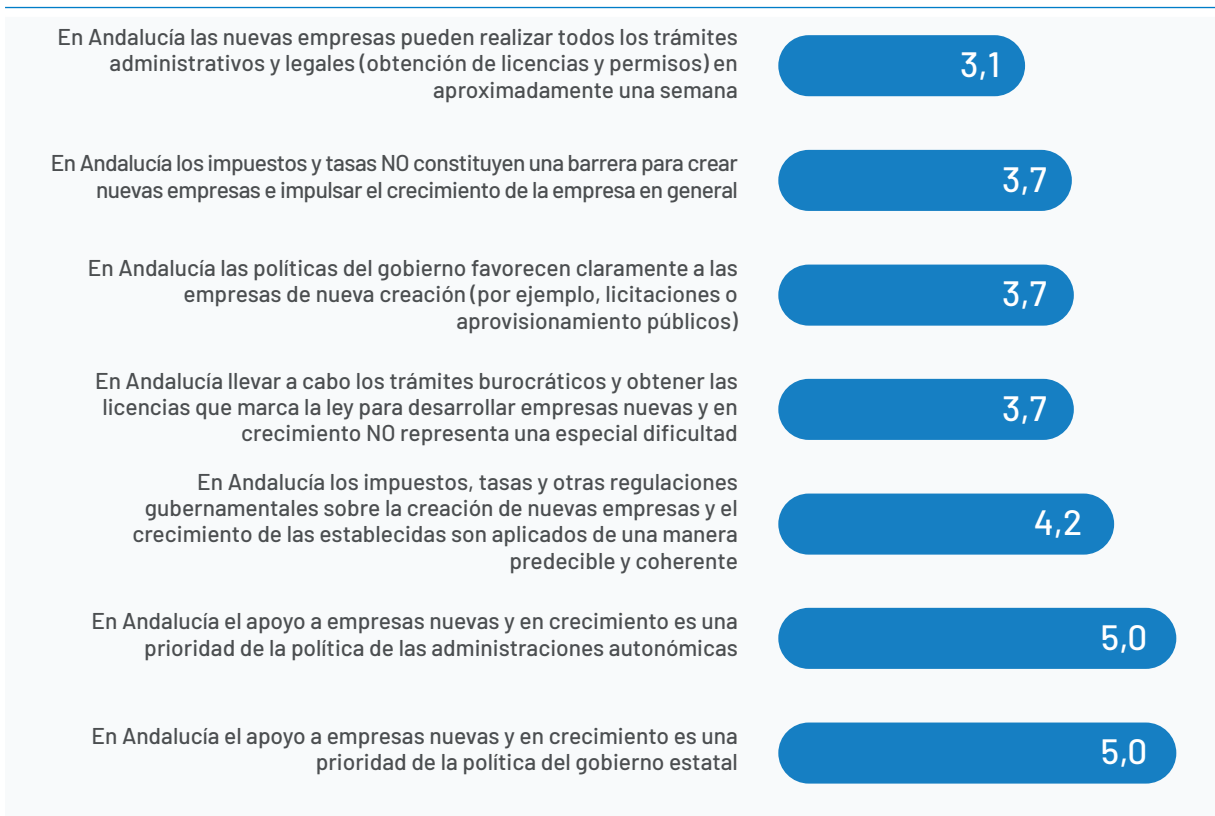 En Andalucía las nuevas empresas pueden realizar todos los trámites
administrativos y legales (obtención de licencias y permisos) en
aproximadamente una semana
3,1
En Andalucía los impuestos y tasas NO constituyen una barrera para crear
nuevas empresas e impulsar el crecimiento de la empresa en general
3,7
En Andalucía las políticas del gobierno favorecen claramente a las
empresas de nueva creación (por ejemplo, licitaciones o
aprovisionamiento públicos)
3,7
En Andalucía llevar a cabo los trámites burocráticos y obtener las
licencias que marca la ley para desarrollar empresas nuevas y en
crecimiento NO representa una especial dificultad
3,7
En Andalucía los impuestos, tasas y otras regulaciones
gubernamentales sobre la creación de nuevas empresas y el
crecimiento de las establecidas son aplicados de una manera
predecible y coherente
4,2
En Andalucía el apoyo a empresas nuevas y en crecimiento es una
prioridad de la política de las administraciones autonómicas
5,0
En Andalucía el apoyo a empresas nuevas y en crecimiento es una
prioridad de la política del gobierno estatal
5,0